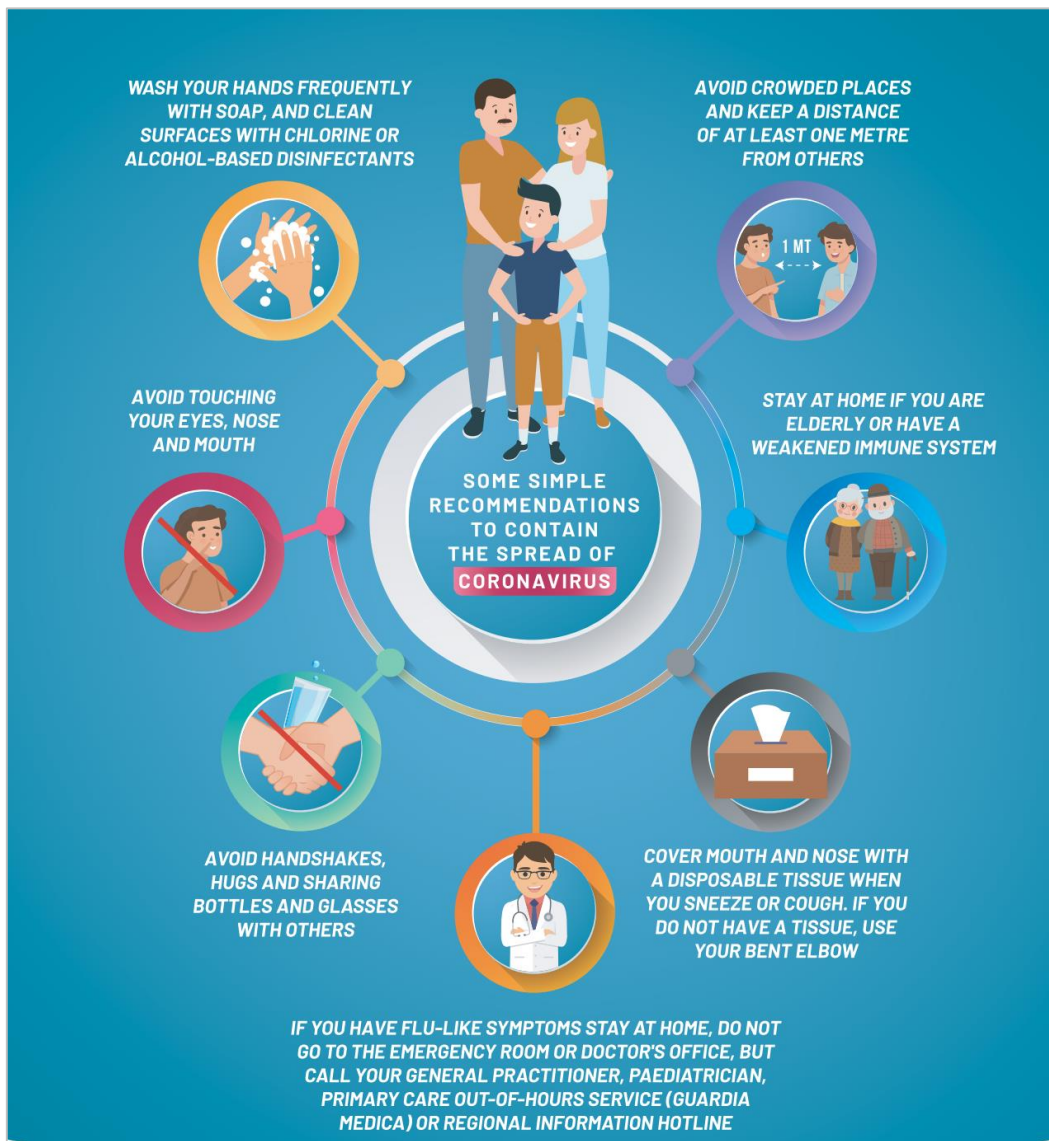 WASH YOUR HANDS FREQUENTLY
WITH SOAP, AND CLEAN
SURFACES WITH CHLORINE OR
ALCOHOL-BASED DISINFECTANTS
AVOID CROWDED PLACES
AND KEEP A DISTANCE
OF AT LEAST ONE METRE
FROM OTHERS
1 MT
AVOID TOUCHING
YOUR EYES, NOSE
AND MOUTH
STAY AT HOME IF YOU ARE
ELDERLY OR HAVE A
WEAKENED IMMUNE SYSTEM
SOME SIMPLE
RECOMMENDATIONS
TO CONTAIN
THE SPREAD OF
CORONAVIRUS
AVOID HANDSHAKES,
HUGS AND SHARING
BOTTLES AND GLASSES
WITH OTHERS
COVER MOUTH AND NOSE WITH
A DISPOSABLE TISSUE WHEN
YOU SNEEZE OR COUGH. IF YOU
DO NOT HAVE A TISSUE, USE
YOUR BENT ELBOW
IF YOU HAVE FLU-LIKE SYMPTOMS STAY AT HOME, DO NOT
GO TO THE EMERGENCY ROOM OR DOCTOR'S OFFICE, BUT
CALL YOUR GENERAL PRACTITIONER, PAEDIATRICIAN,
PRIMARY CARE OUT-OF-HOURS SERVICE (GUARDIA
MEDICA) OR REGIONAL INFORMATION HOTLINE